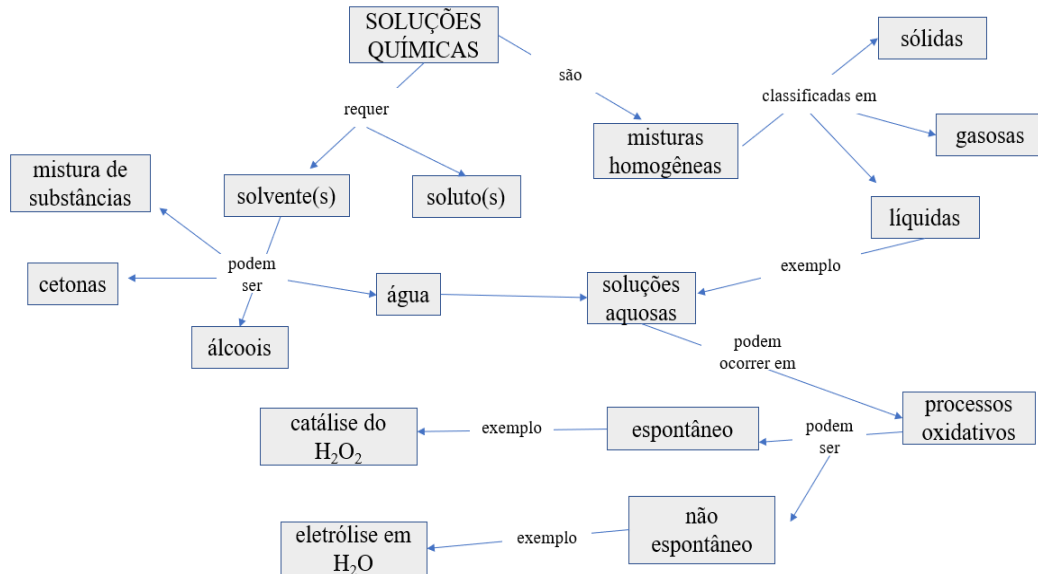 SOLUÇÕES
QUÍMICAS
sólidas
são
classificadas em
requer
misturas
homogêneas
gasosas
mistura de
substâncias
solvente(s)
soluto(s)
líquidas
podem
ser
exemplo
cetonas
água
soluções
aquosas
álcoois
podem
ocorrer em
processos
oxidativos
catálise do
H₂O₂
exemplo
espontâneo
podem
ser
não
espontâneo
eletrólise em
H₂O
exemplo